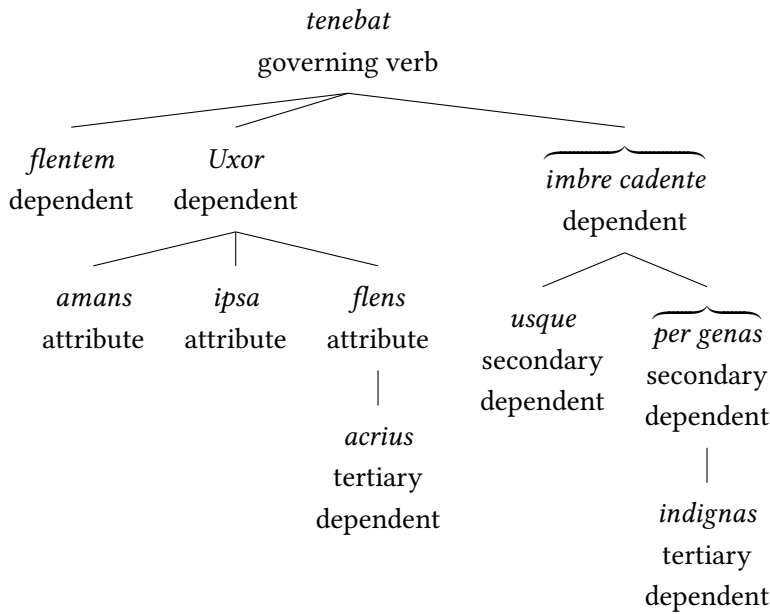 tenebat
governing verb
flentem
dependent
Uxor
dependent
imbre cadente
dependent
amans
attribute
ipsa
attribute
flens
attribute
usque
secondary
dependent
per genas
secondary
dependent
acrius
tertiary
dependent
indignas
tertiary
dependent